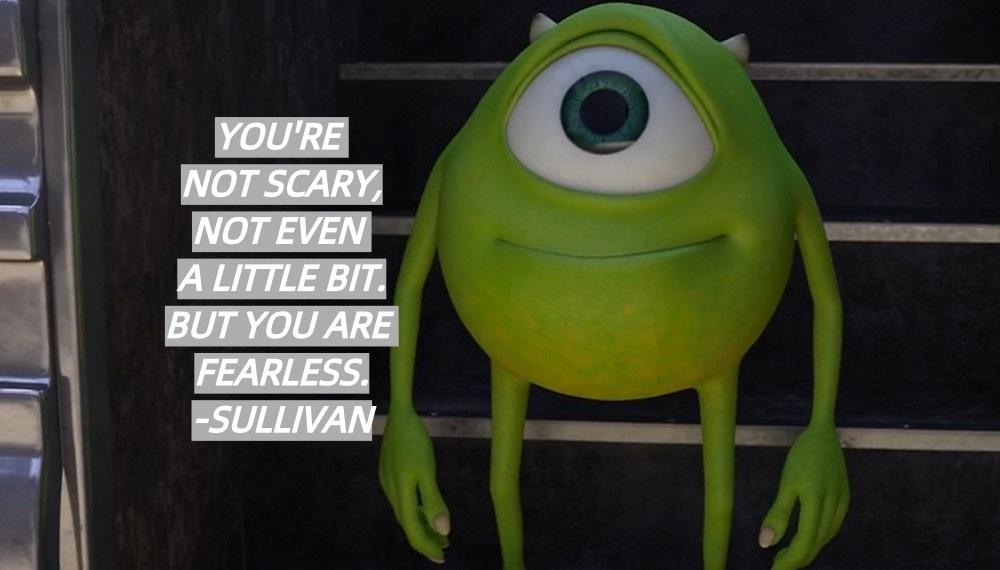 YOU'RE
NOT SCARY,
NOT EVEN
A LITTLE BIT.
BUT YOU ARE
FEARLESS.
-SULLIVAN